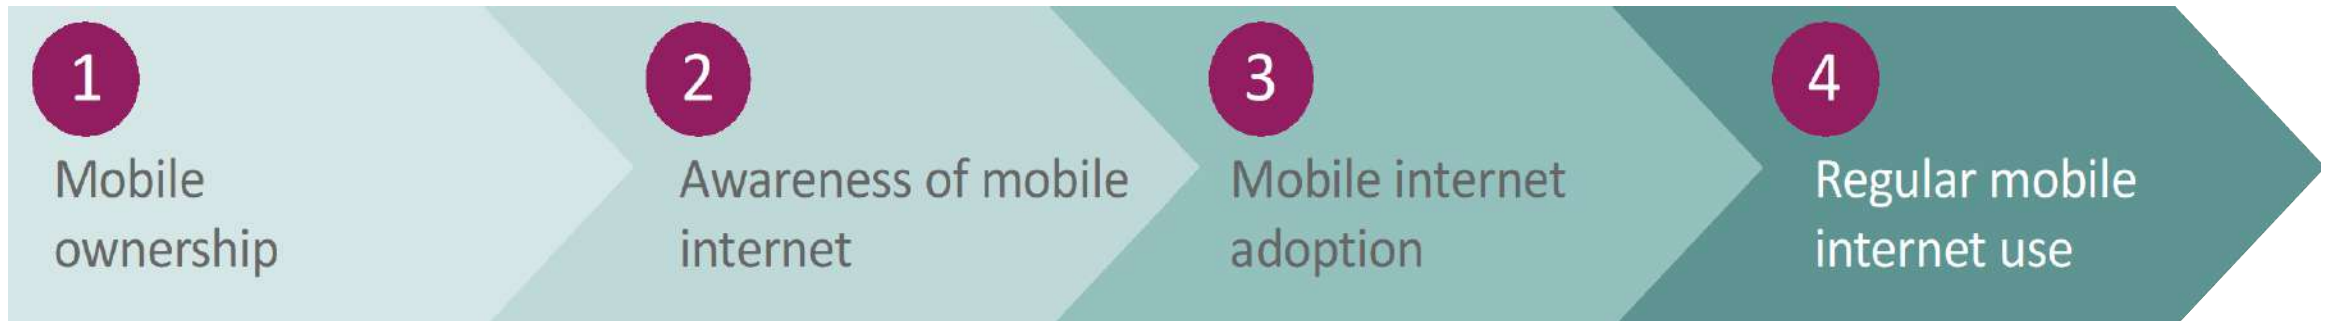 1
Mobile
ownership
2
Awareness of mobile
internet
3
Mobile internet
adoption
4
Regular mobile
internet use